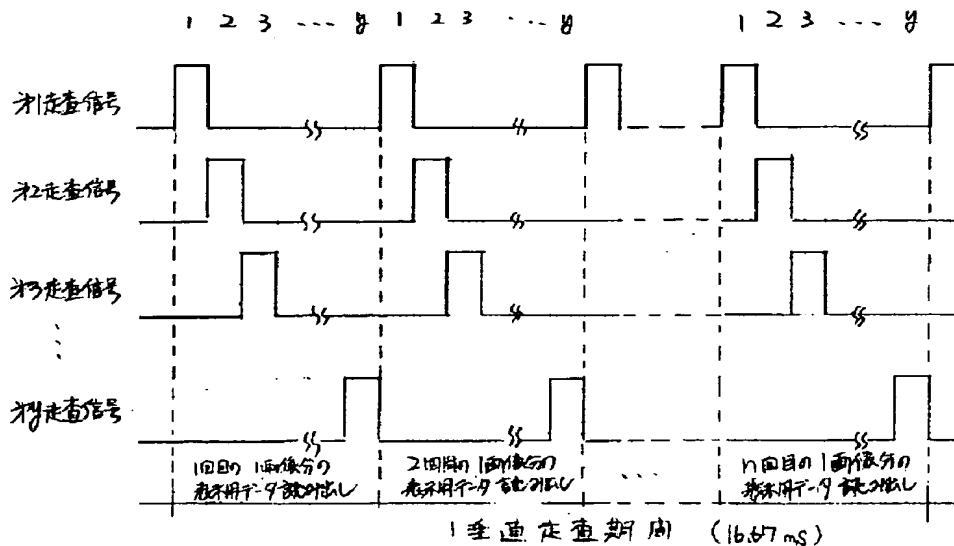 1 2 3 ... y 1 2 3 ... y 1 2 3 ... y
第1走査信号
第2走査信号
第3走査信号
⋮
第y走査信号
1回目の1画像分の
表示用データ読み出し
2回目の1画像分の
表示用データ読み出し
...
n回目の1画像分の
表示用データ読み出し
1垂直走査期間 (16.67ms)